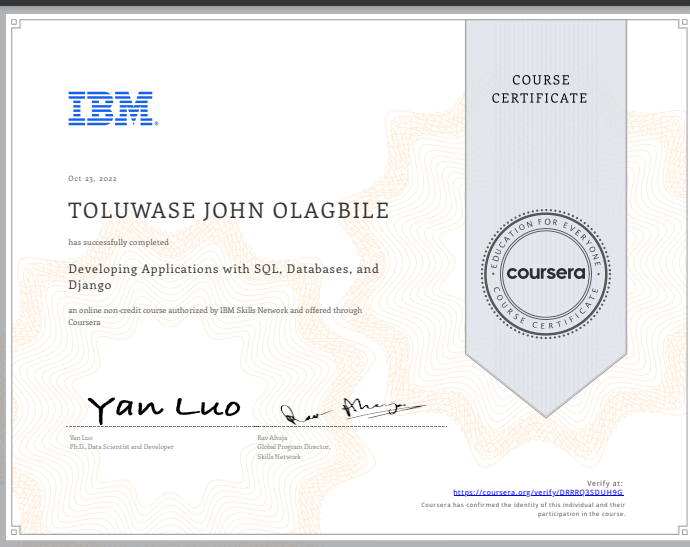 COURSE
CERTIFICATE
IBM®
Oct 23, 2022
TOLUWASE JOHN OLAGBILE
has successfully completed
Developing Applications with SQL, Databases, and
Django
an online non-credit course authorized by IBM Skills Network and offered through
Coursera
EDUCATION FOR EVERYONE
coursera
COURSE CERTIFICATE
Yan Luo
Rav Ahuja
Yan Luo
Ph.D., Data Scientist and Developer
Rav Ahuja
Global Program Director,
Skills Network
Verify at:
https://coursera.org/verify/DRRRQ3SDUH9G
Coursera has confirmed the identity of this individual and their
participation in the course.